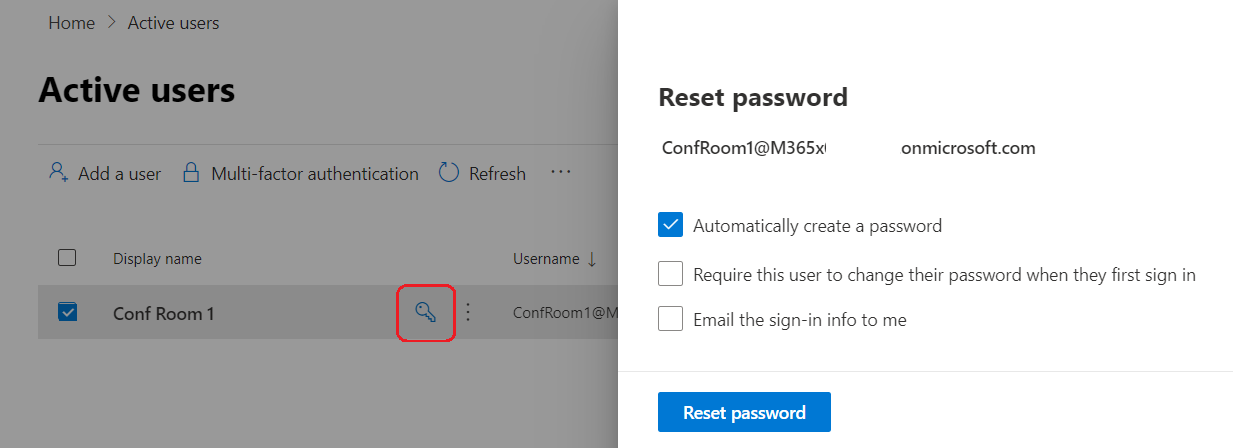 Home > Active users
Active users
Add a user Multi-factor authentication Refresh ...
Display name Username ↓
Conf Room 1 ConfRoom1@M
Reset password
ConfRoom1@M365x onmicrosoft.com
Automatically create a password
Require this user to change their password when they first sign in
Email the sign-in info to me
Reset password